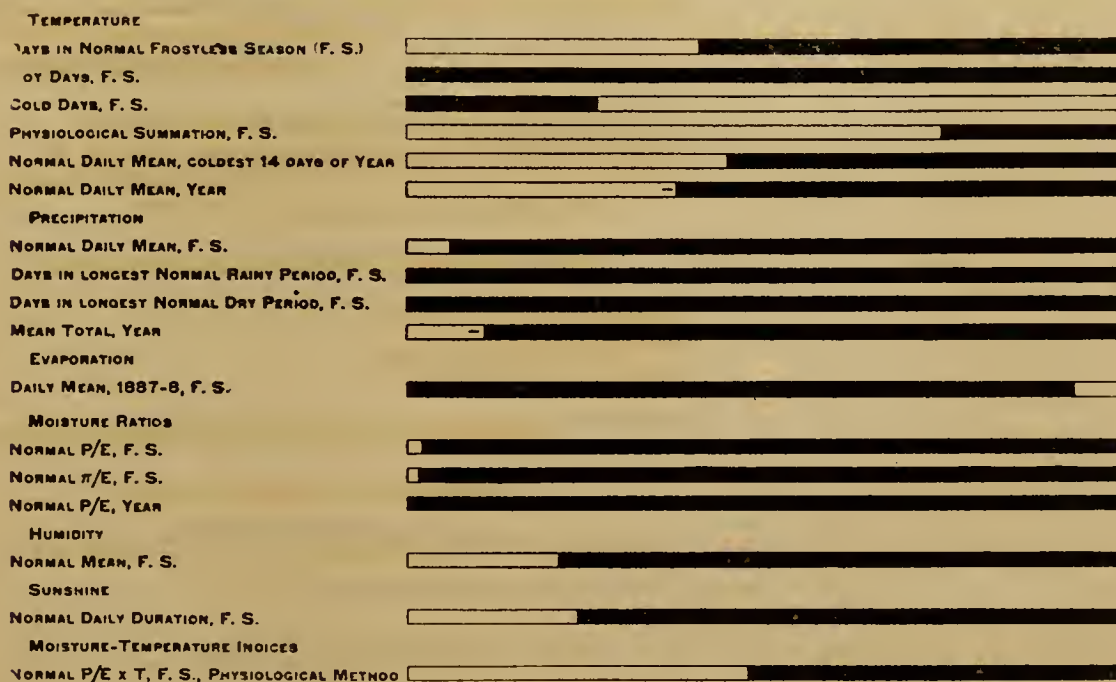 TEMPERATURE
AYS IN NORMAL FROSTLESS SEASON (F. S.)
OT DAYS, F. S.
COLD DAYS, F. S.
PHYSIOLOGICAL SUMMATION, F. S.
NORMAL DAILY MEAN, COLDEST 14 DAYS OF YEAR
NORMAL DAILY MEAN, YEAR
PRECIPITATION
NORMAL DAILY MEAN, F. S.
DAYS IN LONGEST NORMAL RAINY PERIOD, F. S.
DAYS IN LONGEST NORMAL DRY PERIOD, F. S.
MEAN TOTAL, YEAR
EVAPORATION
DAILY MEAN, 1887-8, F. S.
MOISTURE RATIOS
NORMAL P/E, F. S.
NORMAL π/E, F. S.
NORMAL P/E, YEAR
HUMIDITY
NORMAL MEAN, F. S.
SUNSHINE
NORMAL DAILY DURATION, F. S.
MOISTURE-TEMPERATURE INDICES
NORMAL P/E X T, F. S., PHYSIOLOGICAL METHOD